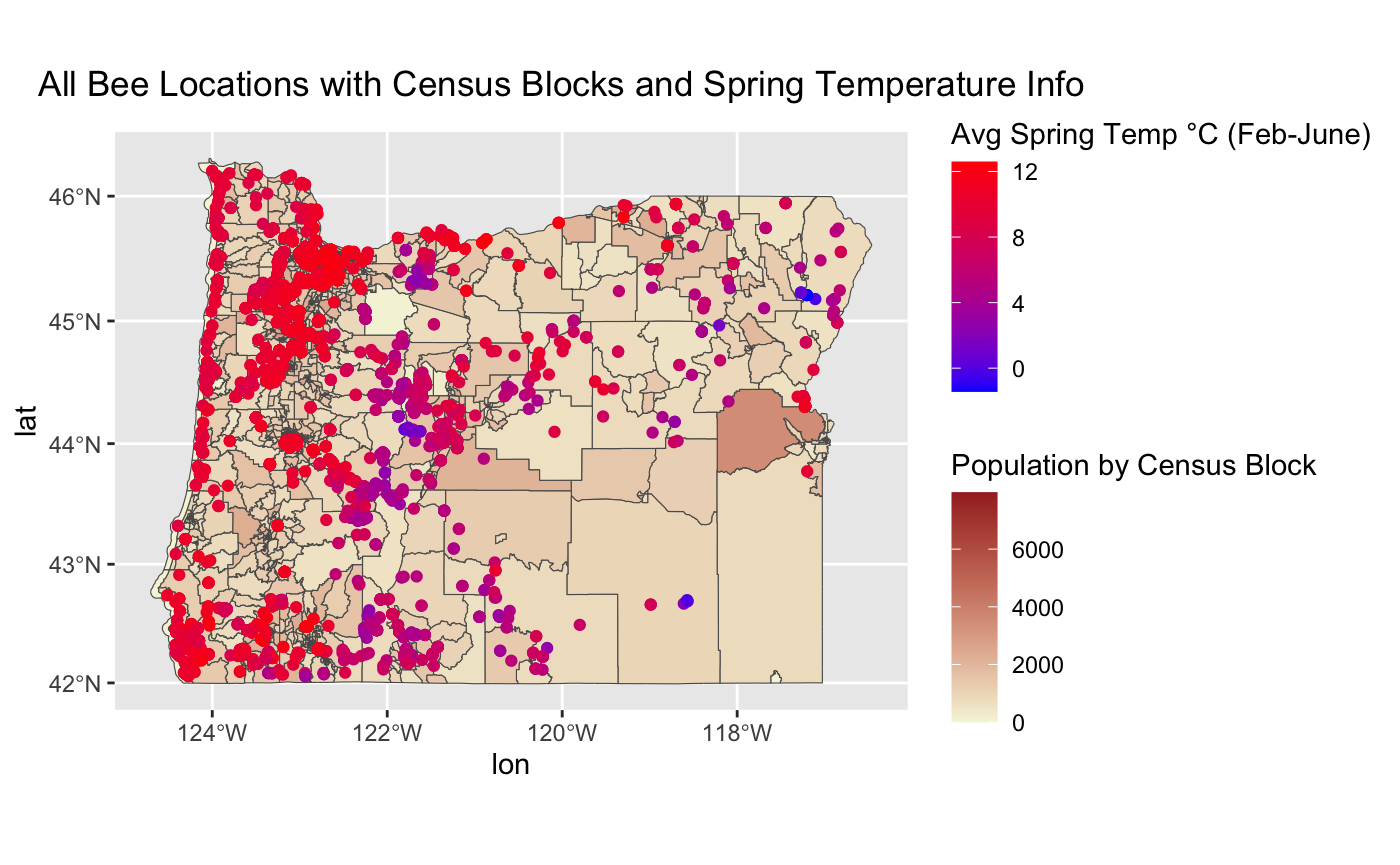 All Bee Locations with Census Blocks and Spring Temperature Info
Avg Spring Temp °C (Feb-June)
12
8
4
0
Population by Census Block
6000
4000
2000
0
46°N
45°N
44°N
43°N
42°N
lat
124°W 122°W 120°W 118°W
lon